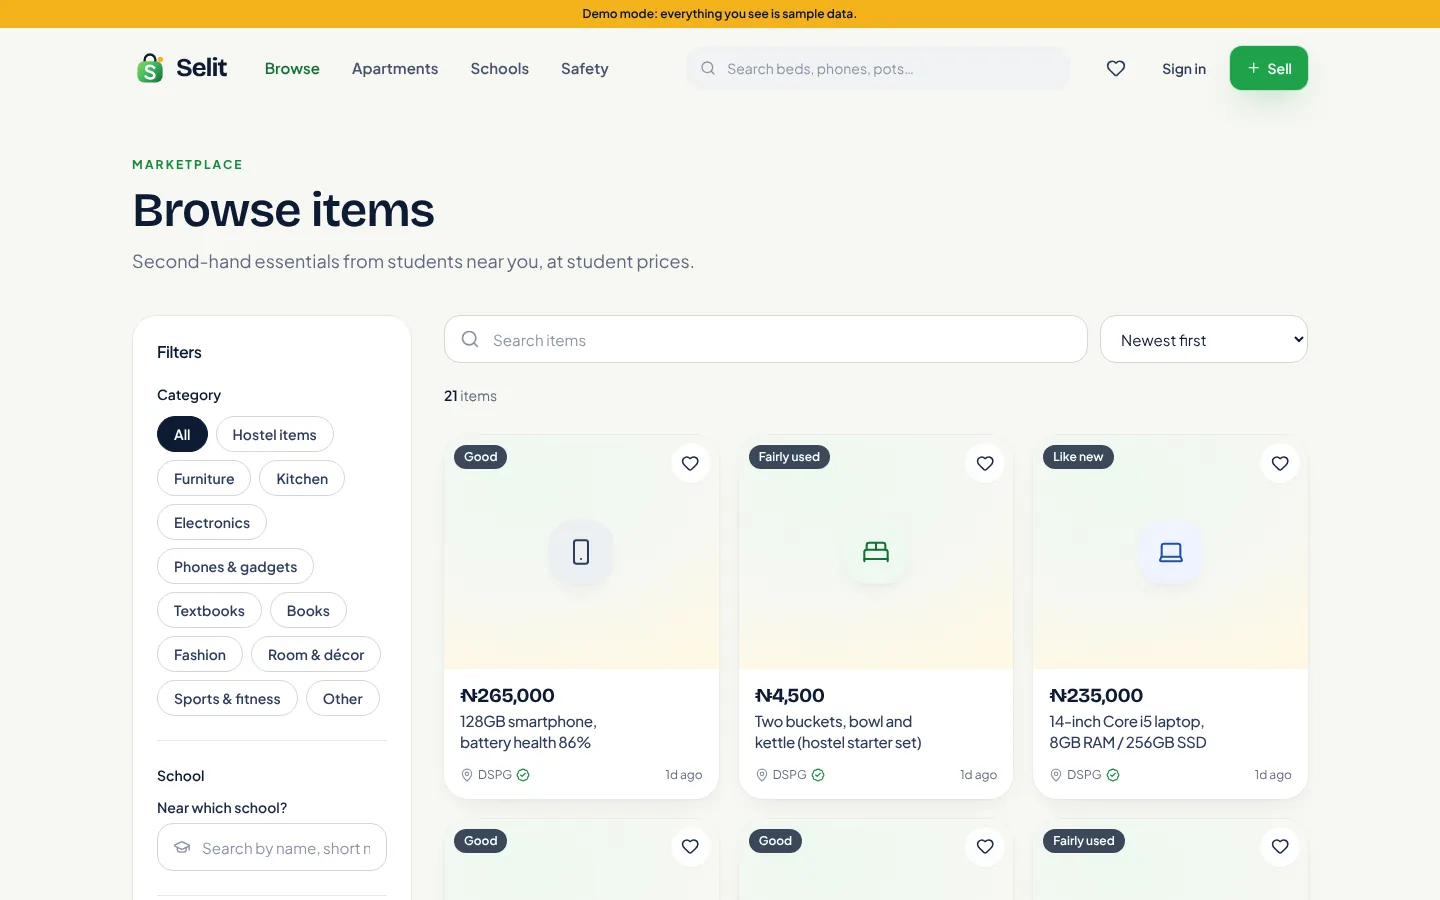 Demo mode: everything you see is sample data.
Selit
Browse
Apartments
Schools
Safety
Search beds, phones, pots…
Sign in
+ Sell
MARKETPLACE
Browse items
Second-hand essentials from students near you, at student prices.
Filters
Category
All
Hostel items
Furniture
Kitchen
Electronics
Phones & gadgets
Textbooks
Books
Fashion
Room & décor
Sports & fitness
Other
School
Near which school?
Search by name, short n
Search items
Newest first
21 items
Good
₦265,000
128GB smartphone,
battery health 86%
DSPG
1d ago
Fairly used
₦4,500
Two buckets, bowl and
kettle (hostel starter set)
DSPG
1d ago
Like new
₦235,000
14-inch Core i5 laptop,
8GB RAM / 256GB SSD
DSPG
1d ago
Good
Good
Fairly used